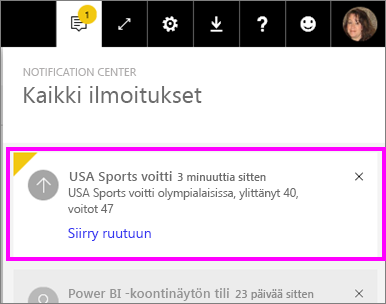 1
NOTIFICATION CENTER
Kaikki ilmoitukset
USA Sports voitti 3 minuuttia sitten
USA Sports voitti olympialaisissa, ylittänyt 40,
voitot 47
Siirry ruutuun
Power BI -koontinäytön tili 23 päivää sitten